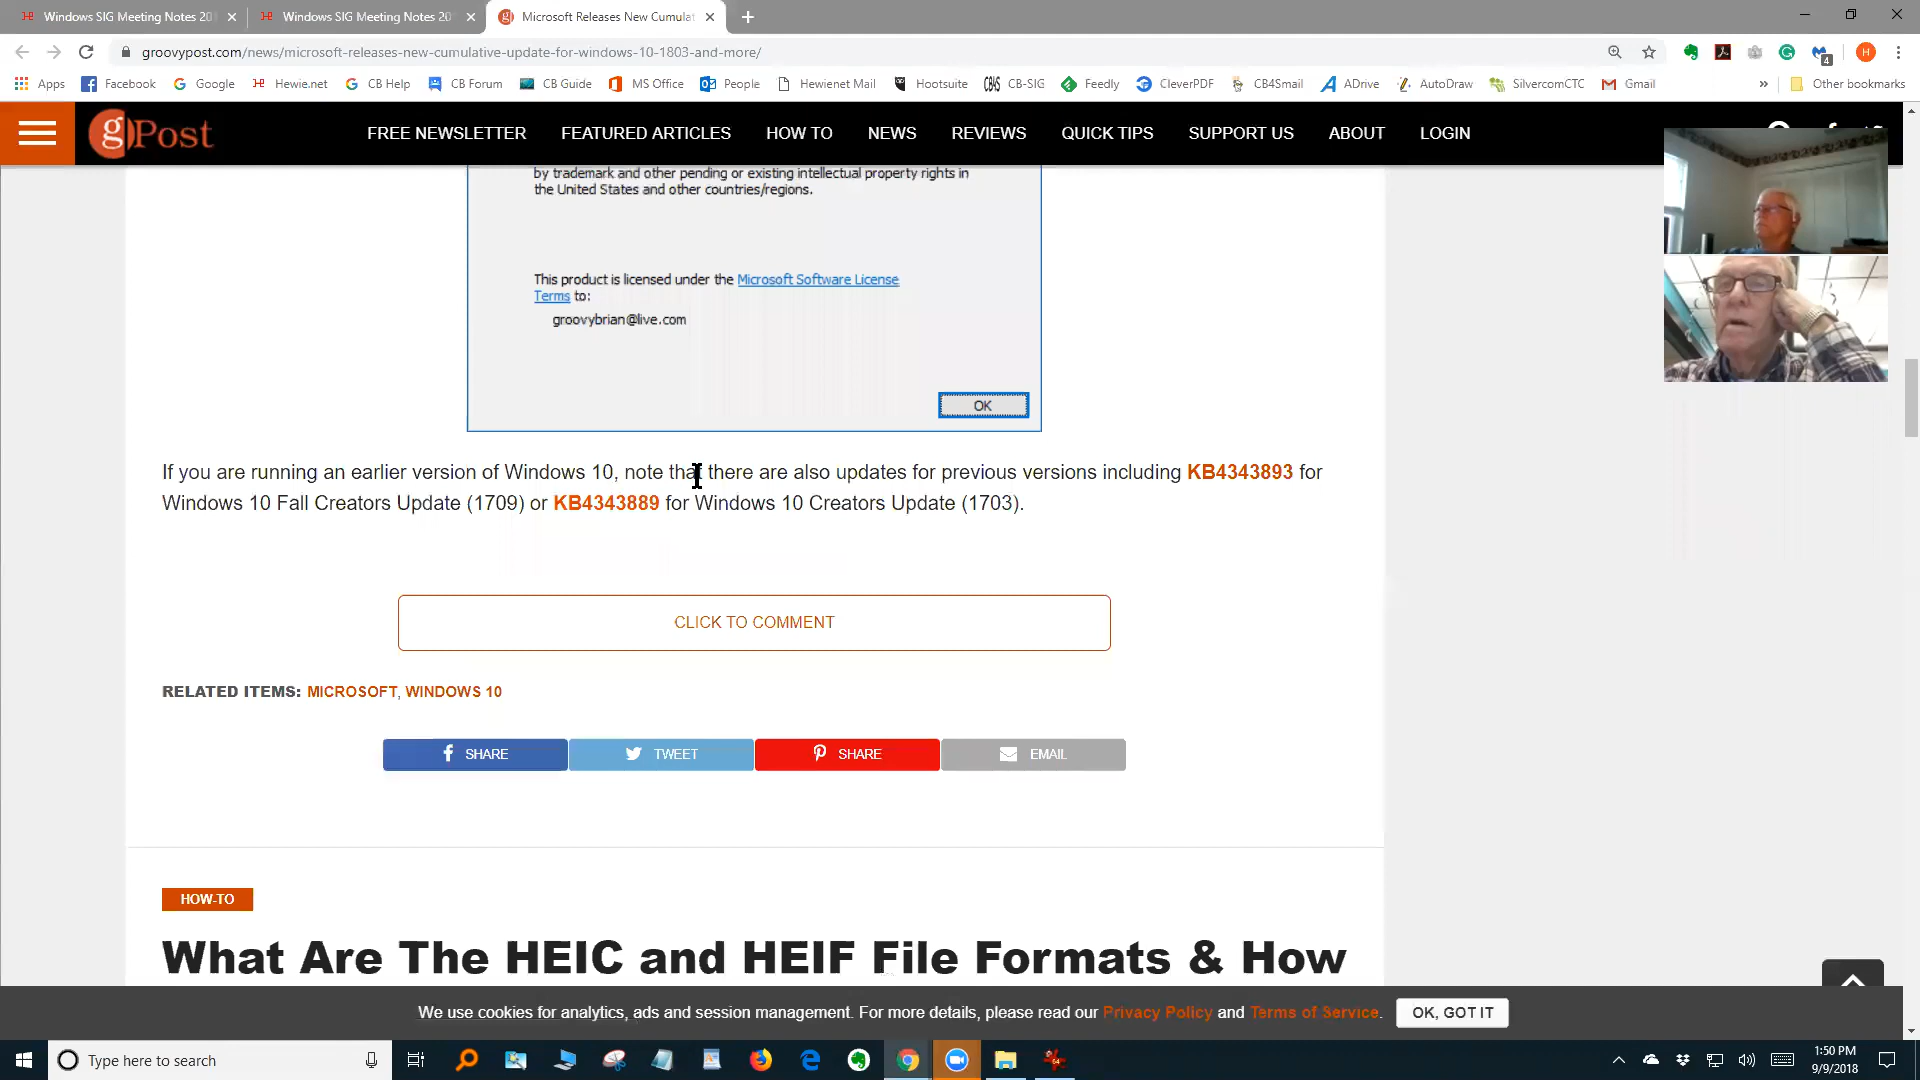 Windows SIG Meeting Notes 20
Windows SIG Meeting Notes 20
Microsoft Releases New Cumulat
groovypost.com/news/microsoft-releases-new-cumulative-update-for-windows-10-1803-and-more/
4
H
Apps
Facebook
Google
Hewie.net
CB Help
CB Forum
CB Guide
MS Office
People
Hewienet Mail
Hootsuite
CB-SIG
Feedly
CleverPDF
CB4Smail
ADrive
AutoDraw
SilvercomCTC
Gmail
»
Other bookmarks
gPost
FREE NEWSLETTER
FEATURED ARTICLES
HOW TO
NEWS
REVIEWS
QUICK TIPS
SUPPORT US
ABOUT
LOGIN
by trademark and other pending or existing intellectual property rights in
the United States and other countries/regions.
This product is licensed under the Microsoft Software License
Terms to:
groovybrian@live.com
OK
If you are running an earlier version of Windows 10, note that there are also updates for previous versions including KB4343893 for
Windows 10 Fall Creators Update (1709) or KB4343889 for Windows 10 Creators Update (1703).
CLICK TO COMMENT
RELATED ITEMS: MICROSOFT, WINDOWS 10
SHARE
TWEET
SHARE
EMAIL
HOW-TO
What Are The HEIC and HEIF File Formats & How
We use cookies for analytics, ads and session management. For more details, please read our Privacy Policy and Terms of Service.
OK, GOT IT
Type here to search
1:50 PM
9/9/2018